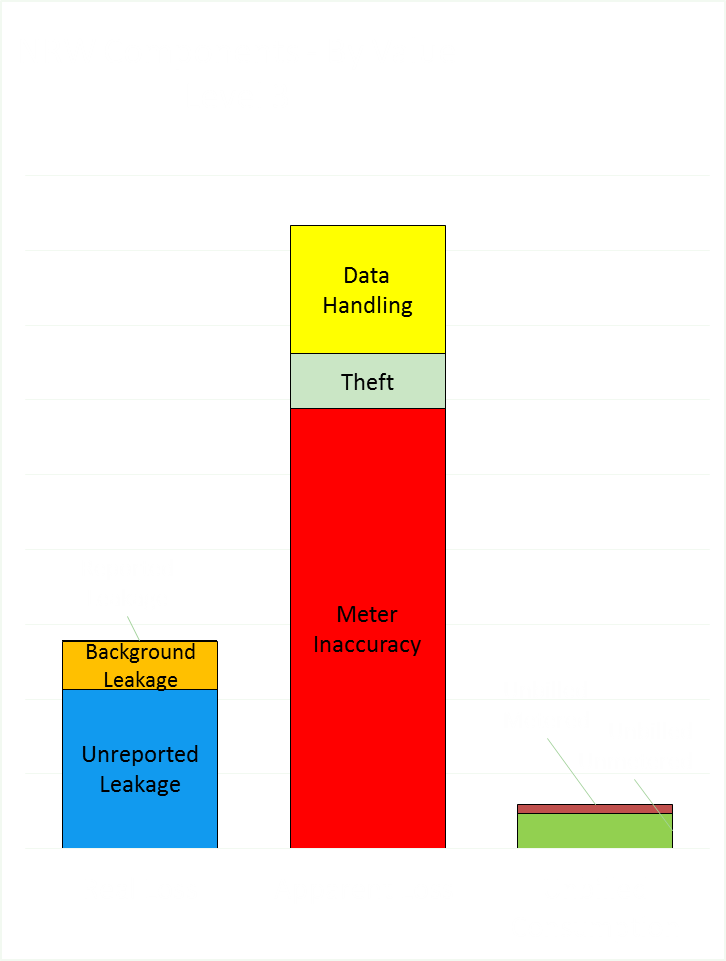 Data
Handling
Theft
Meter
Inaccuracy
Background
Leakage
Unreported
Leakage